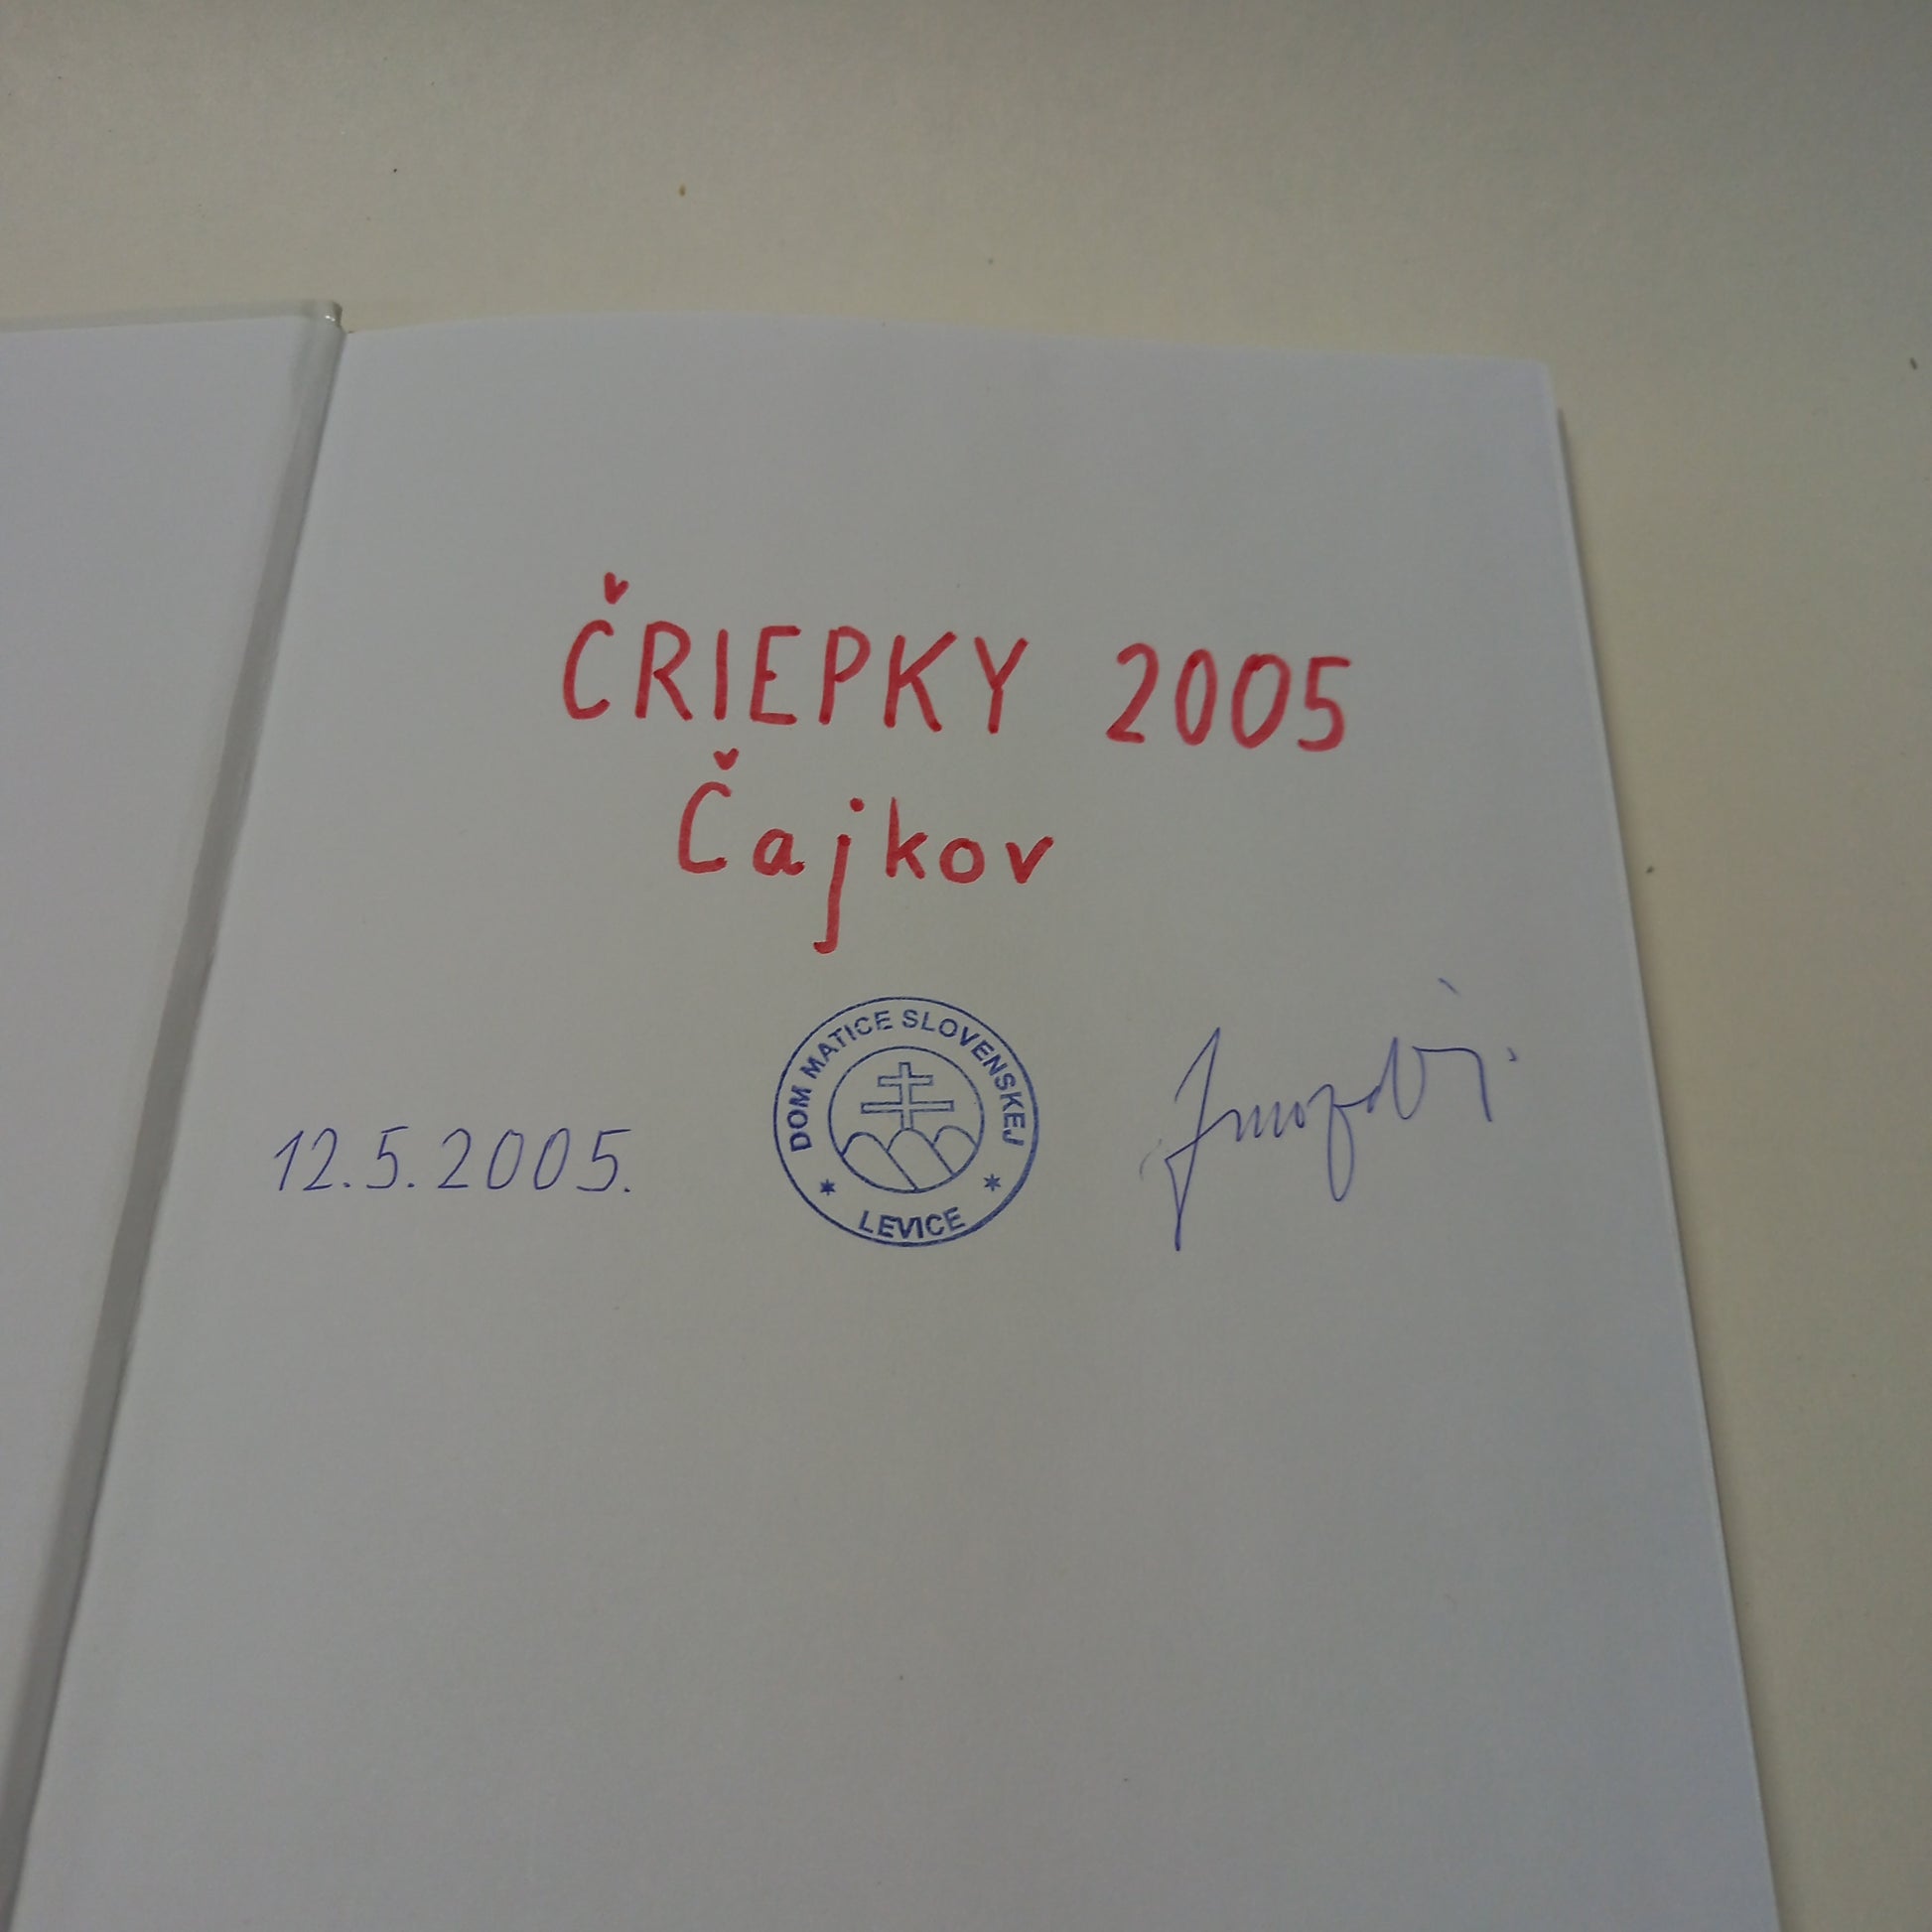 ČRIEPKY 2005
Čajkov
DOM MATICE SLOVENSKEJ
LEVICE
12.5.2005.